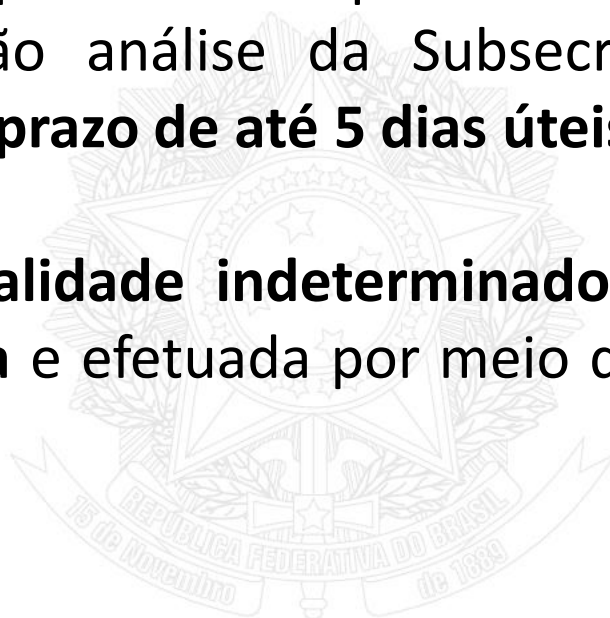 ão análise da Subsecr
prazo de até 5 dias úteis
alidade indeterminado
e efetuada por meio d
REPÚBLICA FEDERATIVA DO BRASIL
15 de Novembro
de 1889